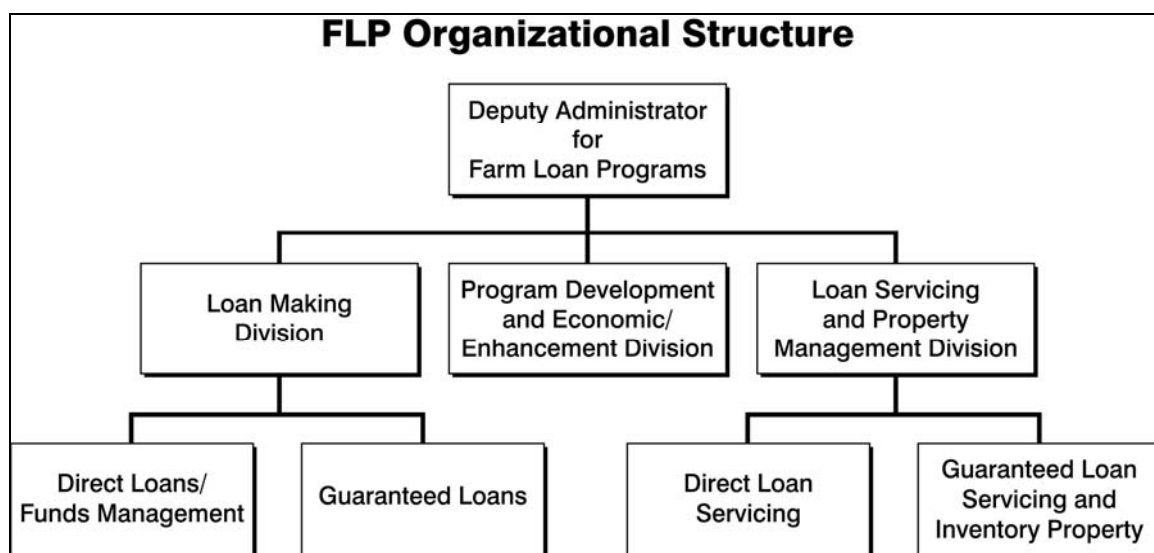 FLP Organizational Structure
Deputy Administrator
for
Farm Loan Programs
Loan Making
Division
Program Development
and Economic/
Enhancement Division
Loan Servicing
and Property
Management Division
Direct Loans/
Funds Management
Guaranteed Loans
Direct Loan
Servicing
Guaranteed Loan
Servicing and
Inventory Property